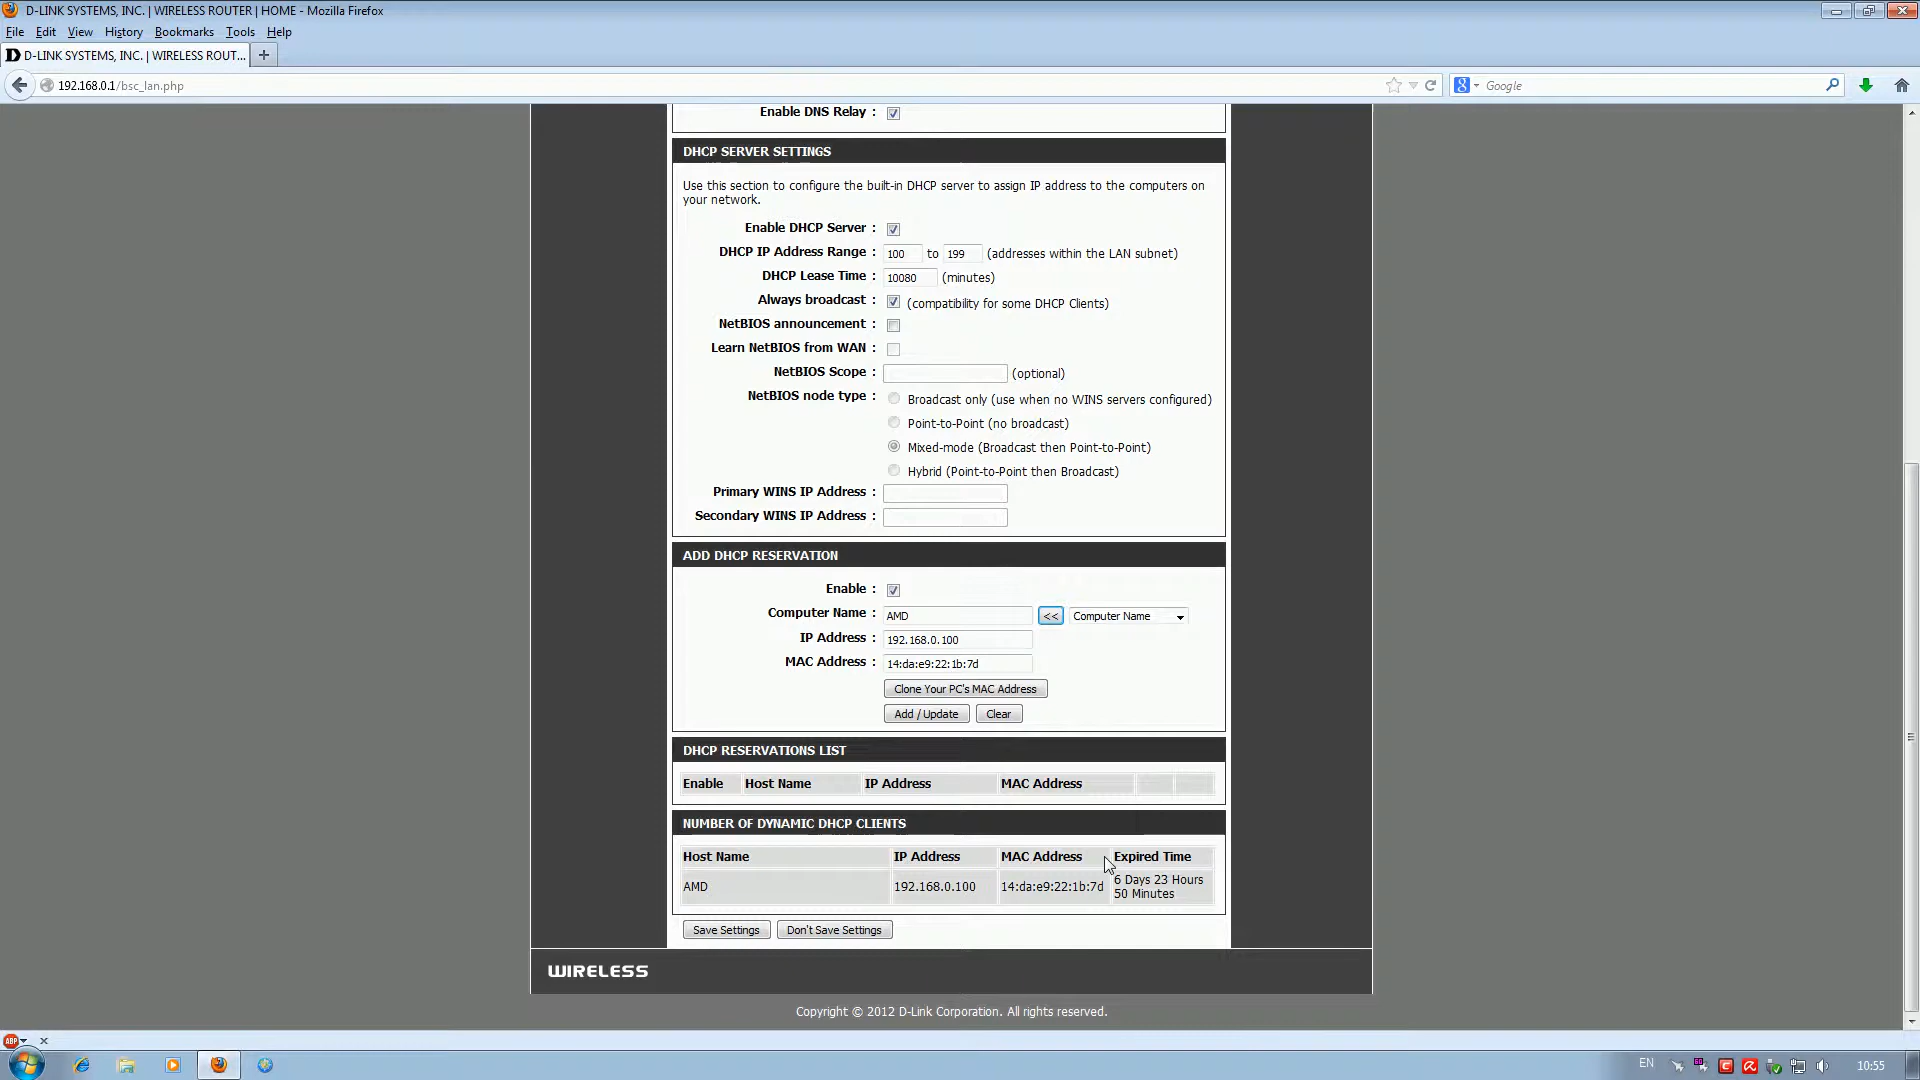 D-LINK SYSTEMS, INC. | WIRELESS ROUTER | HOME - Mozilla Firefox
File Edit View History Bookmarks Tools Help
D-LINK SYSTEMS, INC. | WIRELESS ROUT... +
192.168.0.1/bsc_lan.php Google
Enable DNS Relay :
DHCP SERVER SETTINGS
Use this section to configure the built-in DHCP server to assign IP address to the computers on
your network.
Enable DHCP Server :
DHCP IP Address Range : 100 to 199 (addresses within the LAN subnet)
DHCP Lease Time : 10080 (minutes)
Always broadcast : (compatibility for some DHCP Clients)
NetBIOS announcement :
Learn NetBIOS from WAN :
NetBIOS Scope : (optional)
NetBIOS node type : Broadcast only (use when no WINS servers configured)
Point-to-Point (no broadcast)
Mixed-mode (Broadcast then Point-to-Point)
Hybrid (Point-to-Point then Broadcast)
Primary WINS IP Address :
Secondary WINS IP Address :
ADD DHCP RESERVATION
Enable :
Computer Name : AMD << Computer Name
IP Address : 192.168.0.100
MAC Address : 14:da:e9:22:1b:7d
Clone Your PC's MAC Address
Add / Update Clear
DHCP RESERVATIONS LIST
Enable Host Name IP Address MAC Address
NUMBER OF DYNAMIC DHCP CLIENTS
Host Name IP Address MAC Address Expired Time
AMD 192.168.0.100 14:da:e9:22:1b:7d 6 Days 23 Hours
50 Minutes
Save Settings Don't Save Settings
WIRELESS
Copyright © 2012 D-Link Corporation. All rights reserved.
ABP
EN 10:55